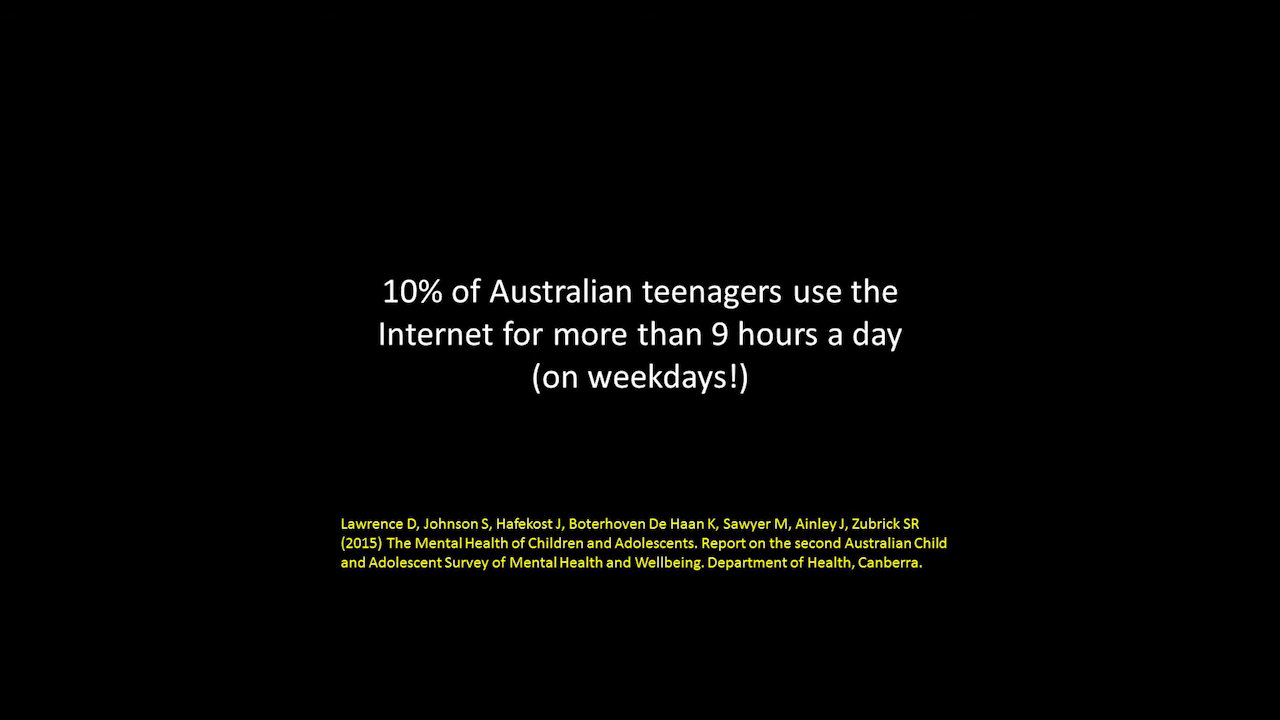 10% of Australian teenagers use the
Internet for more than 9 hours a day
(on weekdays!)
Lawrence D, Johnson S, Hafekost J, Boterhoven De Haan K, Sawyer M, Ainley J, Zubrick SR
(2015) The Mental Health of Children and Adolescents. Report on the second Australian Child
and Adolescent Survey of Mental Health and Wellbeing. Department of Health, Canberra.